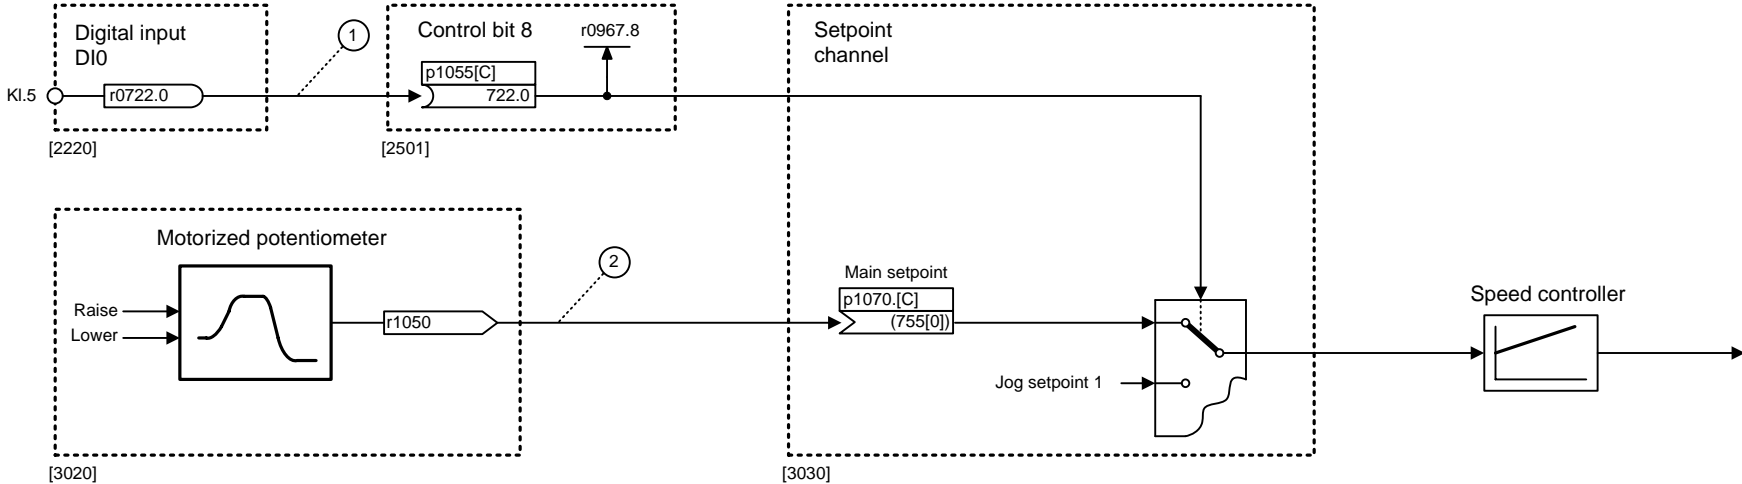 Digital input
DI0
Kl.5
r0722.0
[2220]
1
Control bit 8
r0967.8
p1055[C]
722.0
[2501]
Setpoint
channel
Motorized potentiometer
Raise
Lower
r1050
[3020]
2
Main setpoint
p1070.[C]
(755[0])
Jog setpoint 1
[3030]
Speed controller